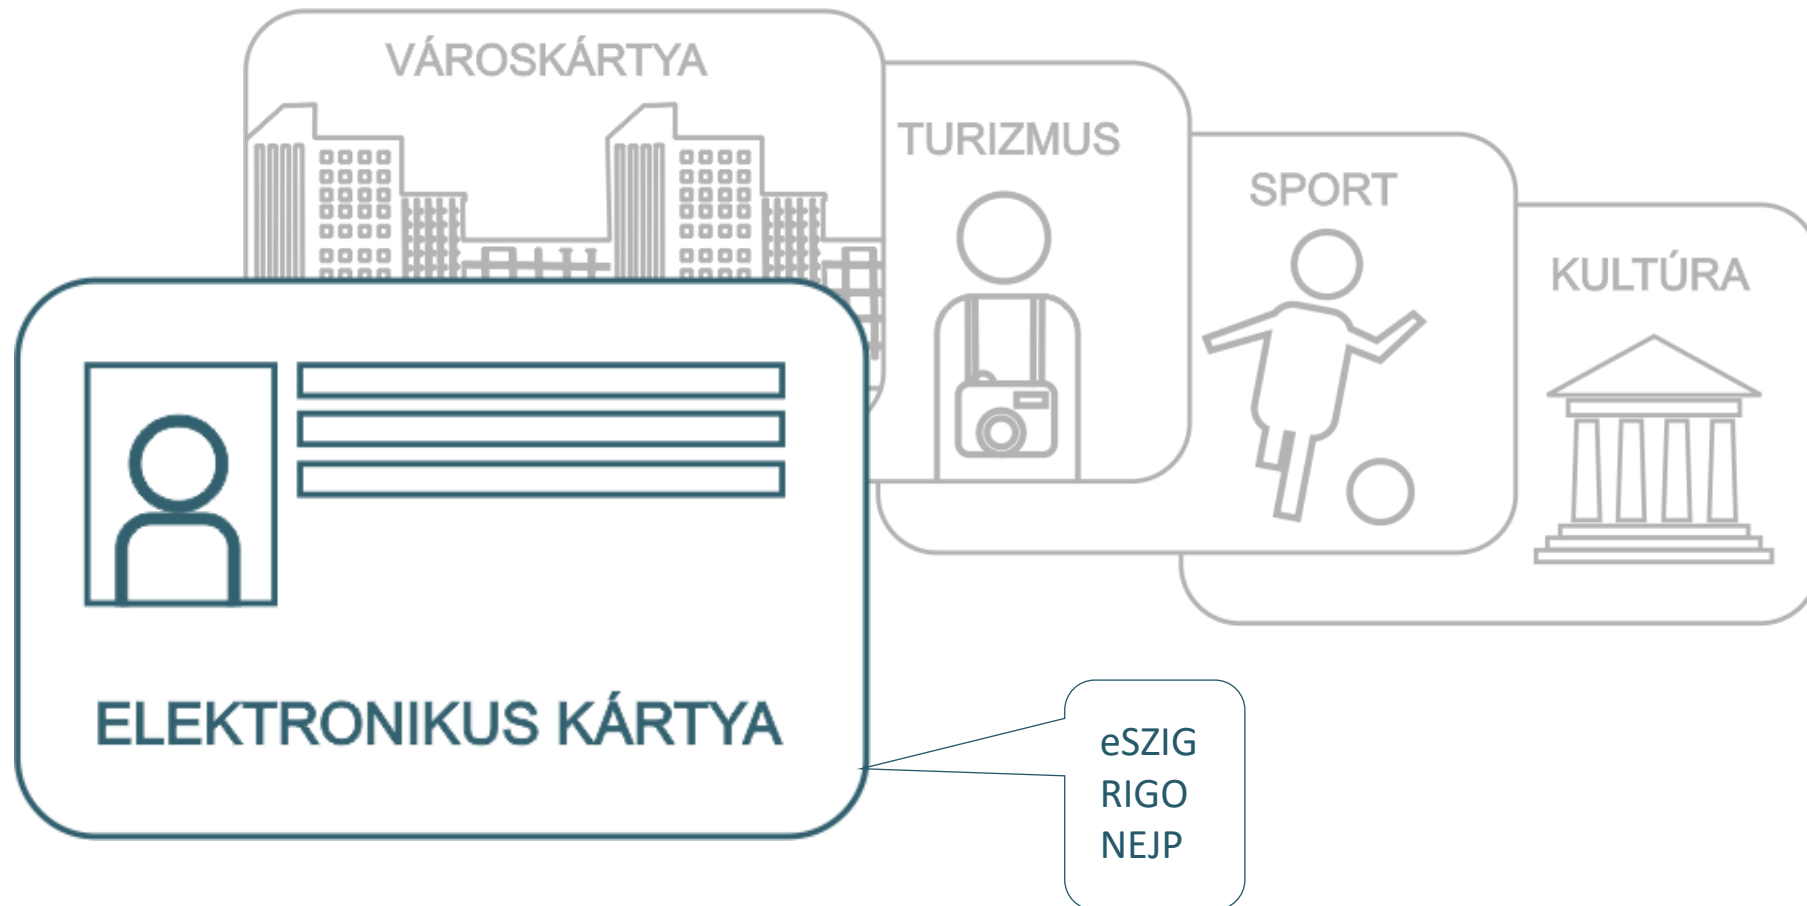 VÁROSKÁRTYA
TURIZMUS
SPORT
KULTÚRA
ELEKTRONIKUS KÁRTYA
eSZIG
RIGO
NEJP